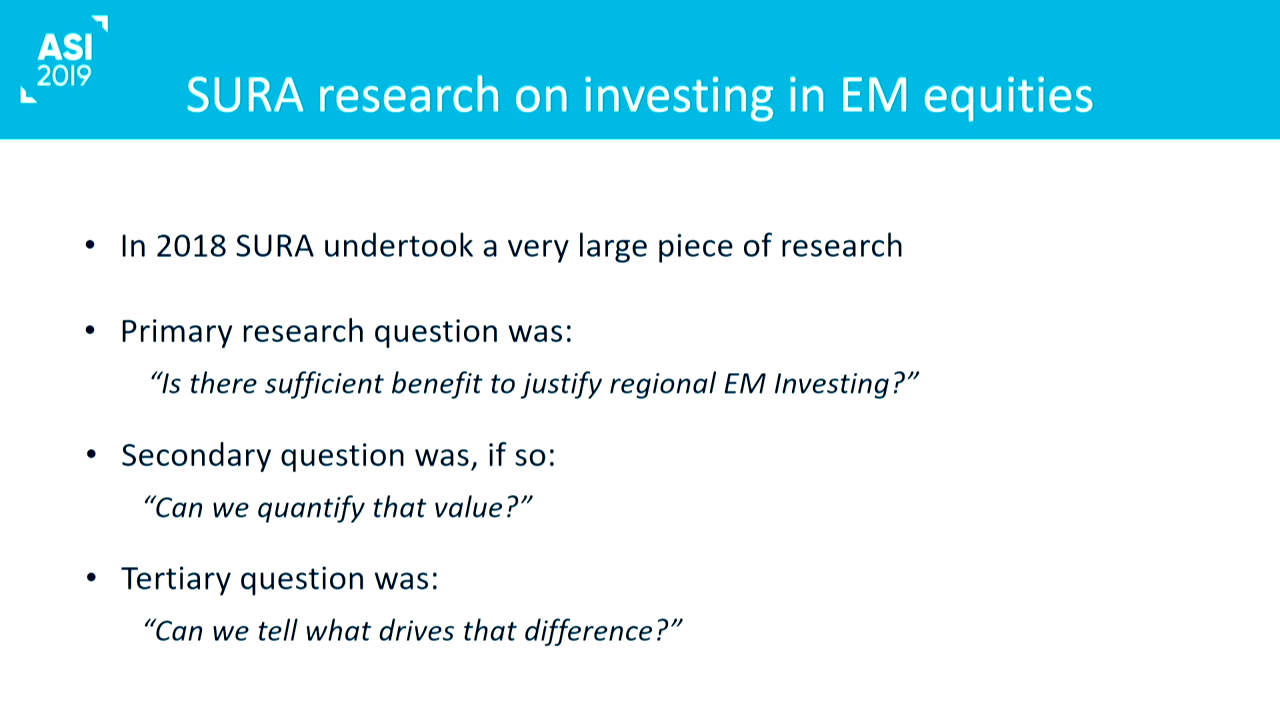 ASI
2019
SURA research on investing in EM equities
• In 2018 SURA undertook a very large piece of research
• Primary research question was:
“Is there sufficient benefit to justify regional EM Investing?”
• Secondary question was, if so:
“Can we quantify that value?”
• Tertiary question was:
“Can we tell what drives that difference?”